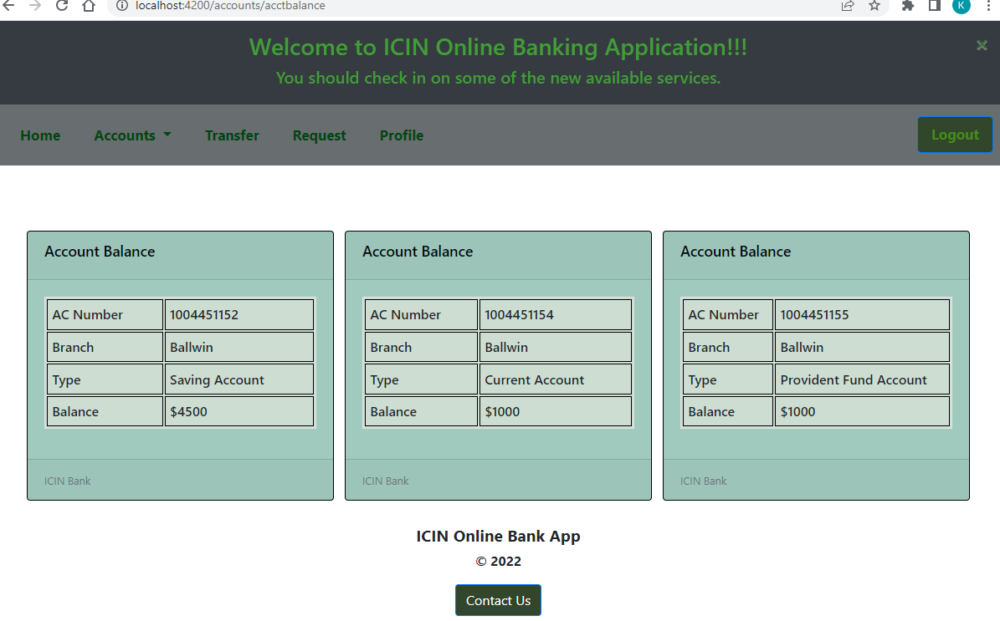 localhost:4200/accounts/acctbalance
K
Welcome to ICIN Online Banking Application!!!
×
You should check in on some of the new available services.
Home Accounts Transfer Request Profile Logout
Account Balance
AC Number 1004451152
Branch Ballwin
Type Saving Account
Balance $4500
ICIN Bank
Account Balance
AC Number 1004451154
Branch Ballwin
Type Current Account
Balance $1000
ICIN Bank
Account Balance
AC Number 1004451155
Branch Ballwin
Type Provident Fund Account
Balance $1000
ICIN Bank
ICIN Online Bank App
© 2022
Contact Us